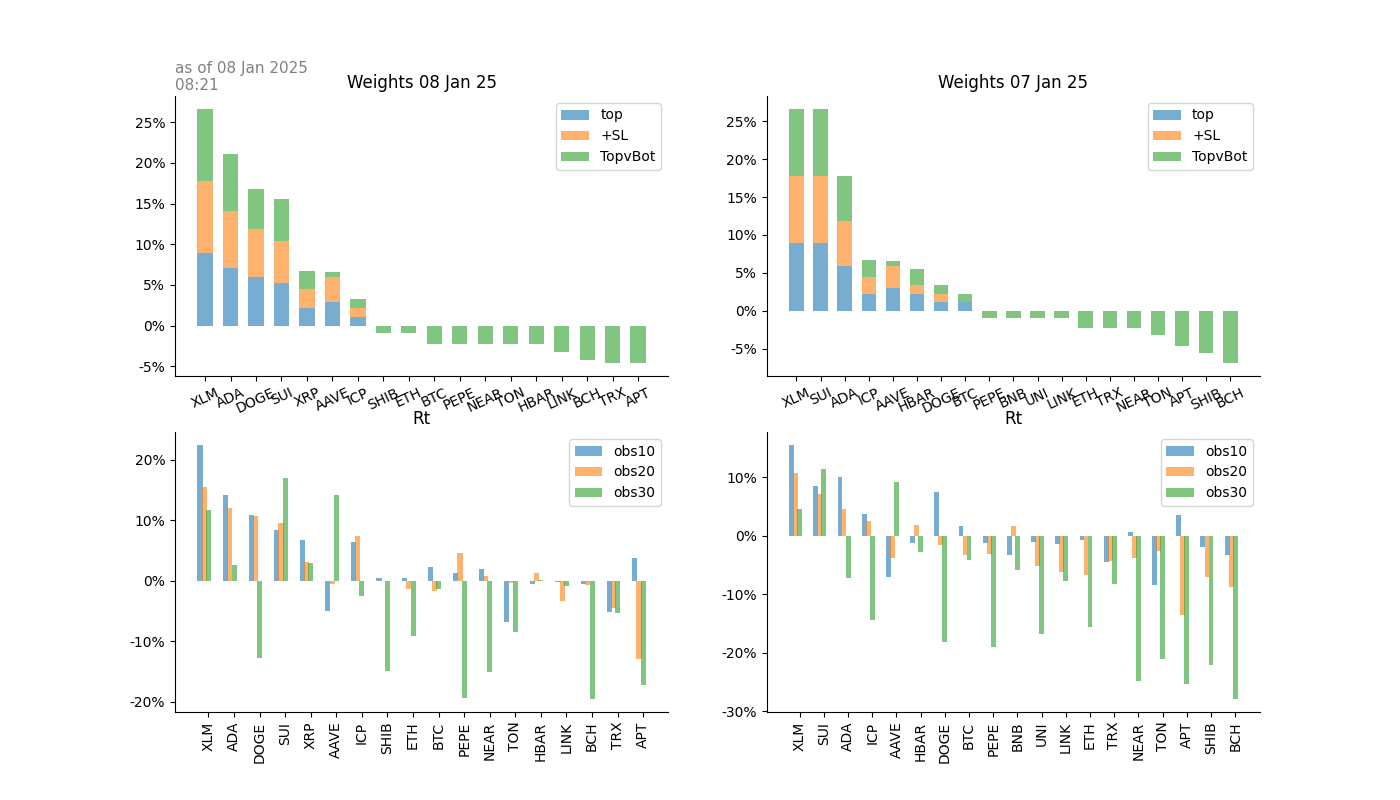 as of 08 Jan 2025
08:21
Weights 08 Jan 25
25%
20%
15%
10%
5%
0%
-5%
top
+SL
TopvBot
XLM ADA DOGE SUI XRP AAVE ICP SHIB ETH BTC PEPE NEAR TON HBAR LINK BCH TRX APT
Weights 07 Jan 25
25%
20%
15%
10%
5%
0%
-5%
top
+SL
TopvBot
XLM SUI ADA ICP AAVE HBAR DOGE BTC PEPE BNB UNI LINK ETH TRX NEAR TON APT SHIB BCH
Rt
20%
10%
0%
-10%
-20%
obs10
obs20
obs30
XLM ADA DOGE SUI XRP AAVE ICP SHIB ETH BTC PEPE NEAR TON HBAR LINK BCH TRX APT
Rt
10%
0%
-10%
-20%
-30%
obs10
obs20
obs30
XLM SUI ADA ICP AAVE HBAR DOGE BTC PEPE BNB UNI LINK ETH TRX NEAR TON APT SHIB BCH